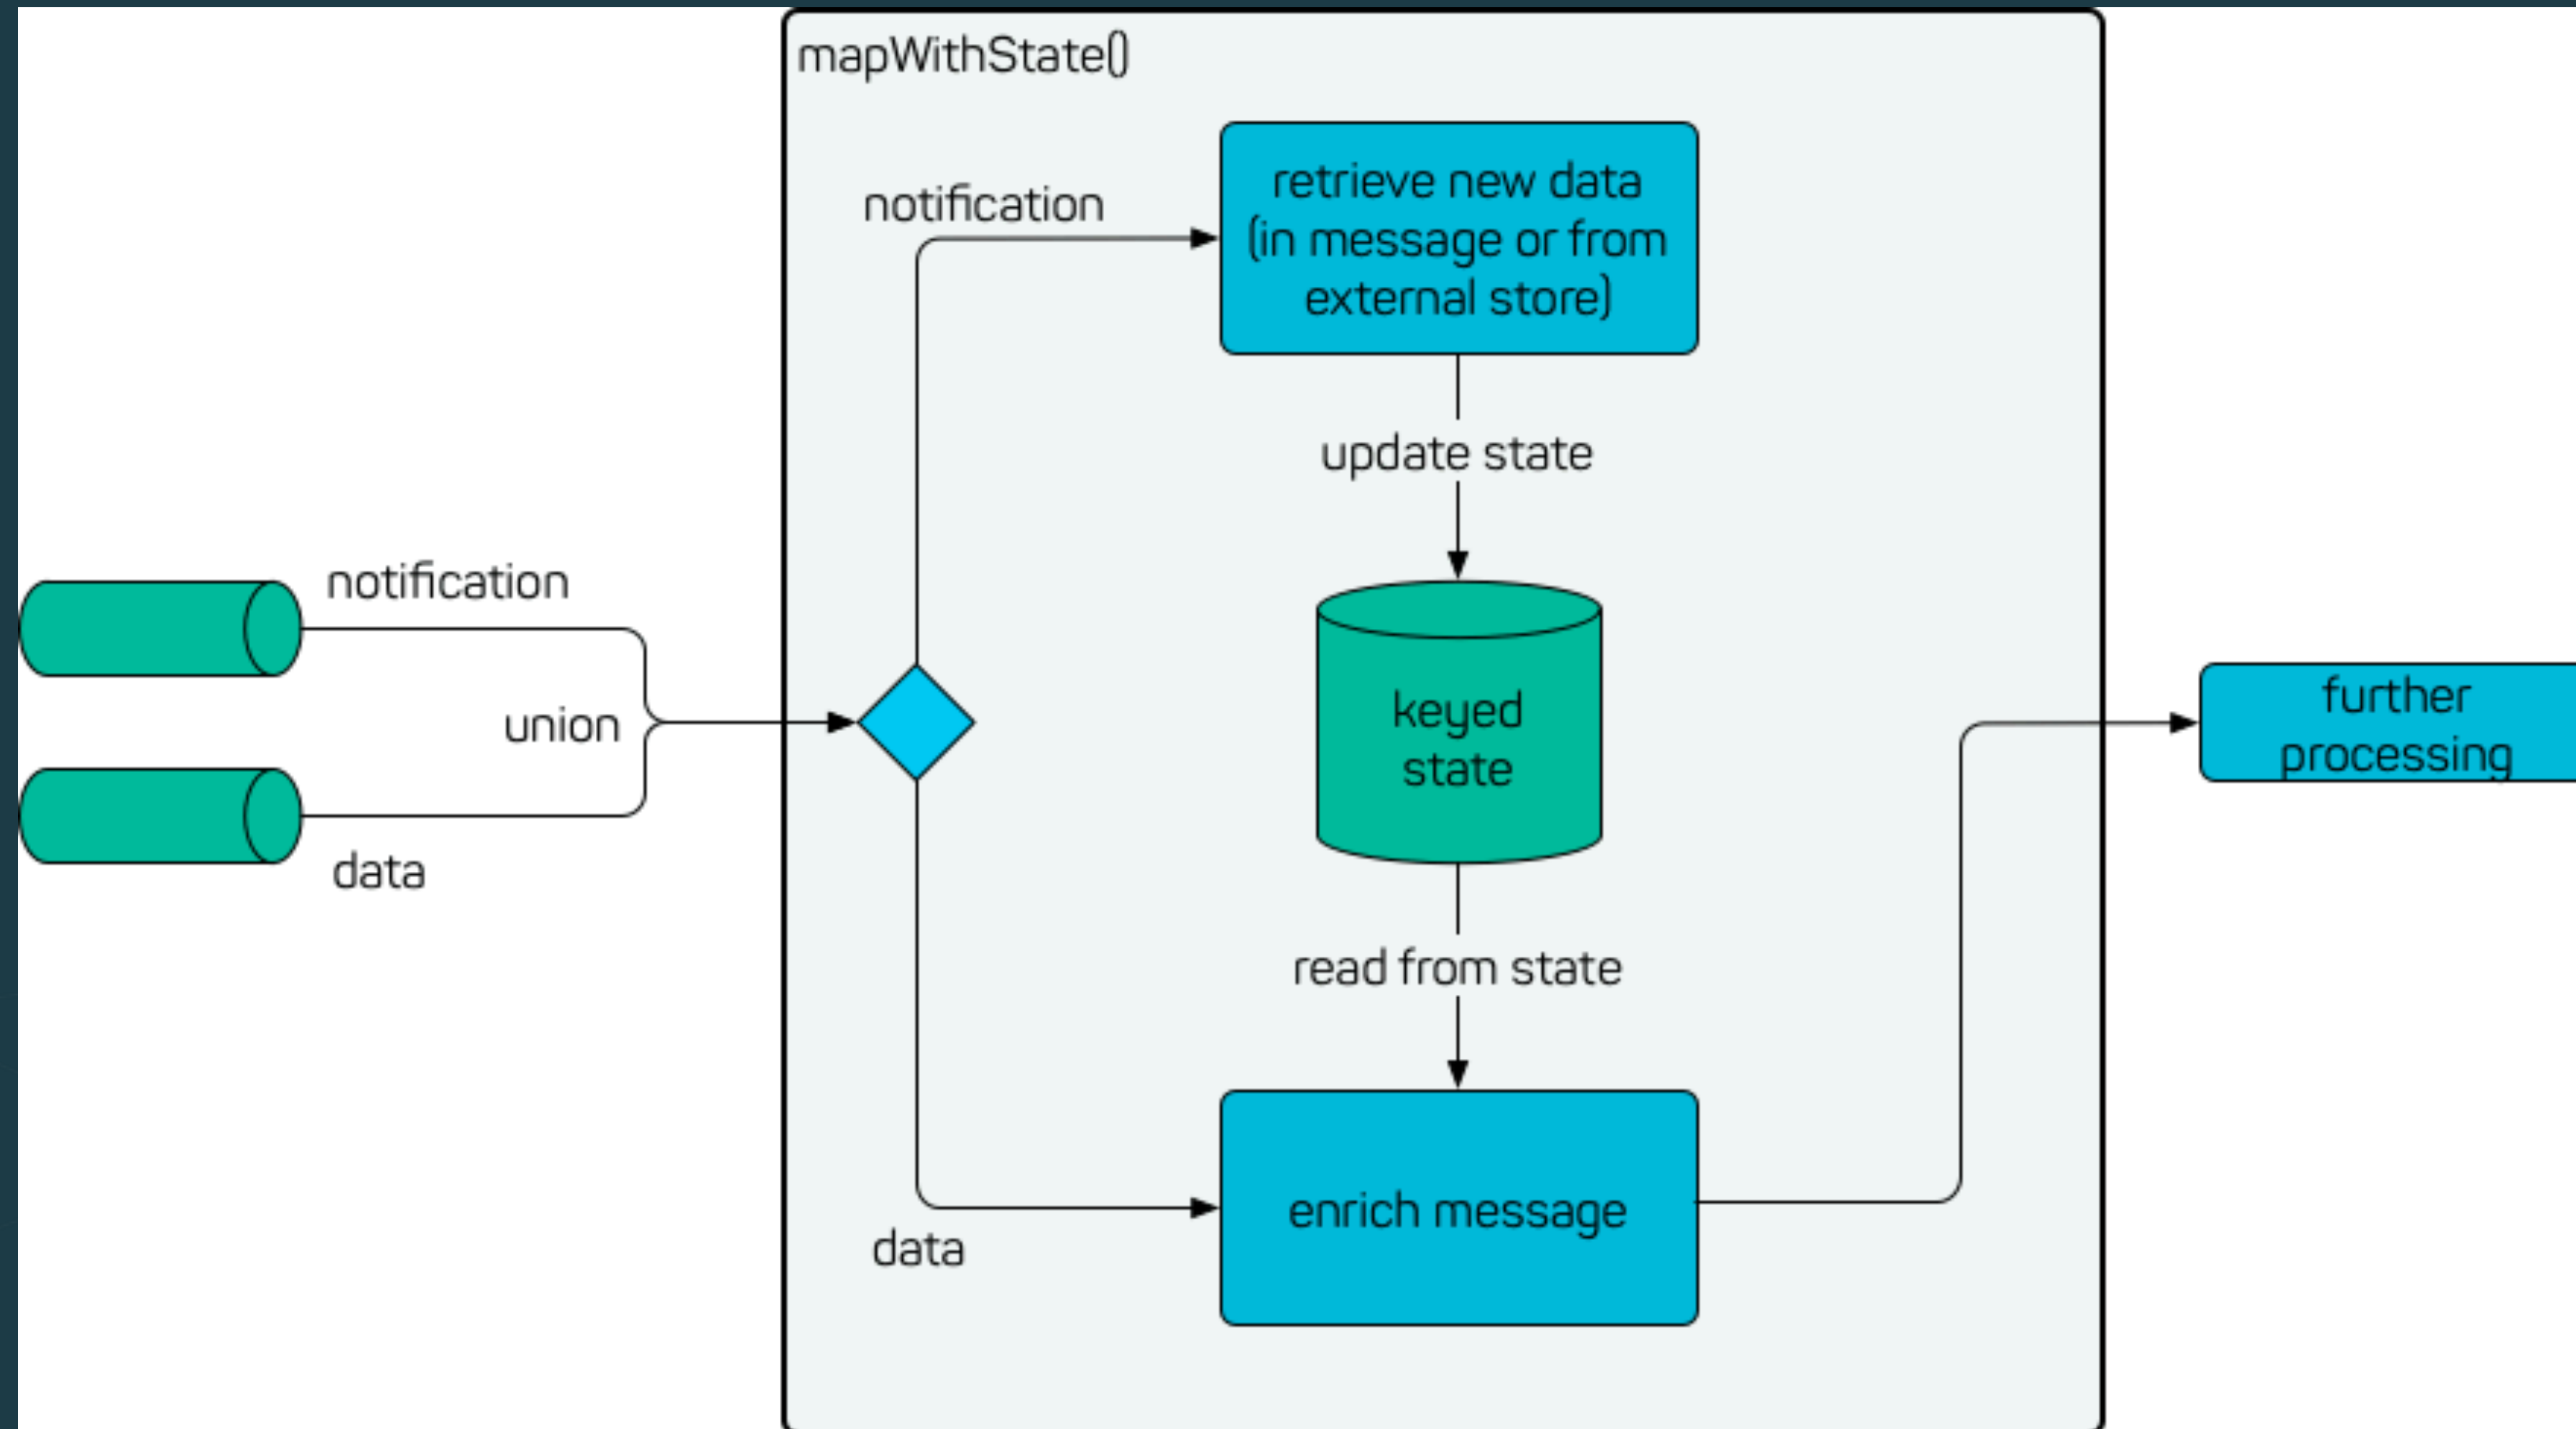 mapWithState()
notification
retrieve new data
(in message or from
external store)
update state
notification
union
data
keyed
state
further
processing
read from state
enrich message
data